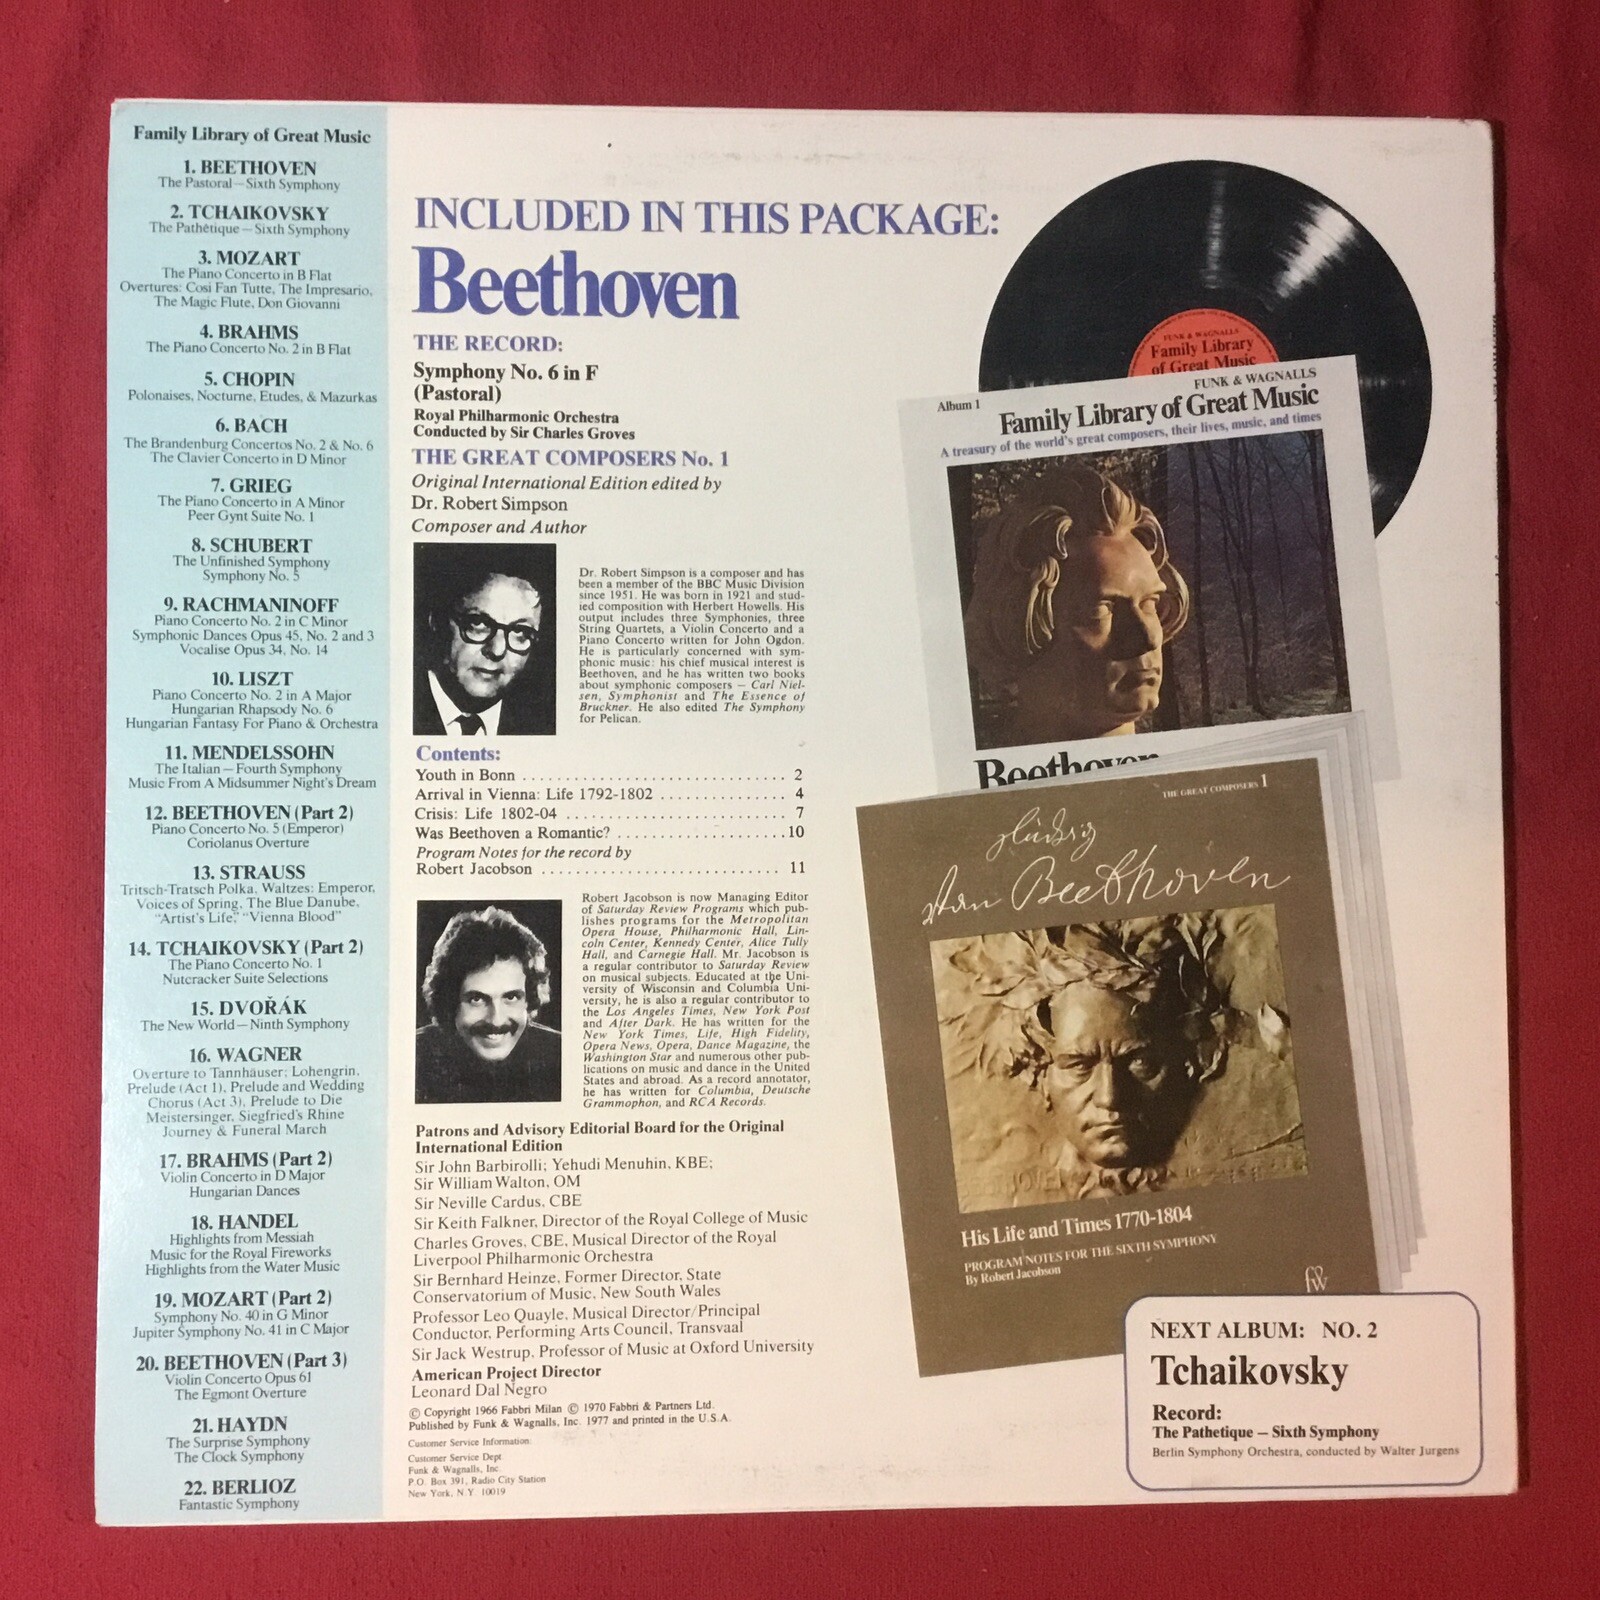 Family Library of Great Music
1. BEETHOVEN
The Pastoral – Sixth Symphony
2. TCHAIKOVSKY
The Pathetique – Sixth Symphony
3. MOZART
The Piano Concerto in B Flat
Overtures: Cosi Fan Tutte, The Impresario,
The Magic Flute, Don Giovanni
4. BRAHMS
The Piano Concerto No. 2 in B Flat
5. CHOPIN
Polonaises, Nocturne, Etudes, & Mazurkas
6. BACH
The Brandenburg Concertos No. 2 & No. 6
The Clavier Concerto in D Minor
7. GRIEG
The Piano Concerto in A Minor
Peer Gynt Suite No. 1
8. SCHUBERT
The Unfinished Symphony
Symphony No. 5
9. RACHMANINOFF
Piano Concerto No. 2 in C Minor
Symphonic Dances Opus 45, No. 2 and 3
Vocalise Opus 34, No. 14
10. LISZT
Piano Concerto No. 2 in A Major
Hungarian Rhapsody No. 6
Hungarian Fantasy For Piano & Orchestra
11. MENDELSSOHN
The Italian – Fourth Symphony
Music From A Midsummer Night's Dream
12. BEETHOVEN (Part 2)
Piano Concerto No. 5 (Emperor)
Coriolanus Overture
13. STRAUSS
Tritsch-Tratsch Polka, Waltzes: Emperor,
Voices of Spring, The Blue Danube,
"Artist's Life," "Vienna Blood"
14. TCHAIKOVSKY (Part 2)
The Piano Concerto No. 1
Nutcracker Suite Selections
15. DVOŘÁK
The New World – Ninth Symphony
16. WAGNER
Overture to Tannhäuser; Lohengrin,
Prelude (Act 1), Prelude and Wedding
Chorus (Act 3), Prelude to Die
Meistersinger, Siegfried's Rhine
Journey & Funeral March
17. BRAHMS (Part 2)
Violin Concerto in D Major
Hungarian Dances
18. HANDEL
Highlights from Messiah
Music for the Royal Fireworks
Highlights from the Water Music
19. MOZART (Part 2)
Symphony No. 40 in G Minor
Jupiter Symphony No. 41 in C Major
20. BEETHOVEN (Part 3)
Violin Concerto Opus 61
The Egmont Overture
21. HAYDN
The Surprise Symphony
The Clock Symphony
22. BERLIOZ
Fantastic Symphony
INCLUDED IN THIS PACKAGE:
Beethoven
THE RECORD:
Symphony No. 6 in F
(Pastoral)
Royal Philharmonic Orchestra
Conducted by Sir Charles Groves
THE GREAT COMPOSERS No. 1
Original International Edition edited by
Dr. Robert Simpson
Composer and Author
Dr. Robert Simpson is a composer and has
been a member of the BBC Music Division
since 1951. He was born in 1921 and stud-
ied composition with Herbert Howells. His
output includes three Symphonies, three
String Quartets, a Violin Concerto and a
Piano Concerto written for John Ogdon.
He is particularly concerned with sym-
phonic music: his chief musical interest is
Beethoven, and he has written two books
about symphonic composers – Carl Niel-
sen, Symphonist and The Essence of
Bruckner. He also edited The Symphony
for Pelican.
Contents:
Youth in Bonn . . . . . . . . . . . . . . . . . . . . . . . . . . . . . . 2
Arrival in Vienna: Life 1792-1802 . . . . . . . . . . . . . . . . 4
Crisis: Life 1802-04 . . . . . . . . . . . . . . . . . . . . . . . . . . 7
Was Beethoven a Romantic? . . . . . . . . . . . . . . . . . . . . 10
Program Notes for the record by
Robert Jacobson . . . . . . . . . . . . . . . . . . . . . . . . . . . . 11
Robert Jacobson is now Managing Editor
of Saturday Review Programs which pub-
lishes programs for the Metropolitan
Opera House, Philharmonic Hall, Lin-
coln Center, Kennedy Center, Alice Tully
Hall, and Carnegie Hall. Mr. Jacobson is
a regular contributor to Saturday Review
on musical subjects. Educated at the Uni-
versity of Wisconsin and Columbia Uni-
versity, he is also a regular contributor to
the Los Angeles Times, New York Post
and After Dark. He has written for the
New York Times, Life, High Fidelity,
Opera News, Opera, Dance Magazine, the
Washington Star and numerous other pub-
lications on music and dance in the United
States and abroad. As a record annotator,
he has written for Columbia, Deutsche
Grammophon, and RCA Records.
Patrons and Advisory Editorial Board for the Original
International Edition
Sir John Barbirolli; Yehudi Menuhin, KBE;
Sir William Walton, OM
Sir Neville Cardus, CBE
Sir Keith Falkner, Director of the Royal College of Music
Charles Groves, CBE, Musical Director of the Royal
Liverpool Philharmonic Orchestra
Sir Bernhard Heinze, Former Director, State
Conservatorium of Music, New South Wales
Professor Leo Quayle, Musical Director/Principal
Conductor, Performing Arts Council, Transvaal
Sir Jack Westrup, Professor of Music at Oxford University
American Project Director
Leonard Dal Negro
© Copyright 1966 Fabbri Milan © 1970 Fabbri & Partners Ltd.
Published by Funk & Wagnalls, Inc. 1977 and printed in the U.S.A.
Customer Service Information:
Customer Service Dept.
Funk & Wagnalls, Inc.
P.O. Box 391, Radio City Station
New York, N.Y. 10019
FUNK & WAGNALLS
Family Library
of Great Music
FUNK & WAGNALLS
Album 1
Family Library of Great Music
A treasury of the world's great composers, their lives, music, and times
Beethoven
THE GREAT COMPOSERS 1
Beethoven
BEETHOVEN
His Life and Times 1770-1804
PROGRAM NOTES FOR THE SIXTH SYMPHONY
By Robert Jacobson
fw
NEXT ALBUM: NO. 2
Tchaikovsky
Record:
The Pathetique – Sixth Symphony
Berlin Symphony Orchestra, conducted by Walter Jurgens